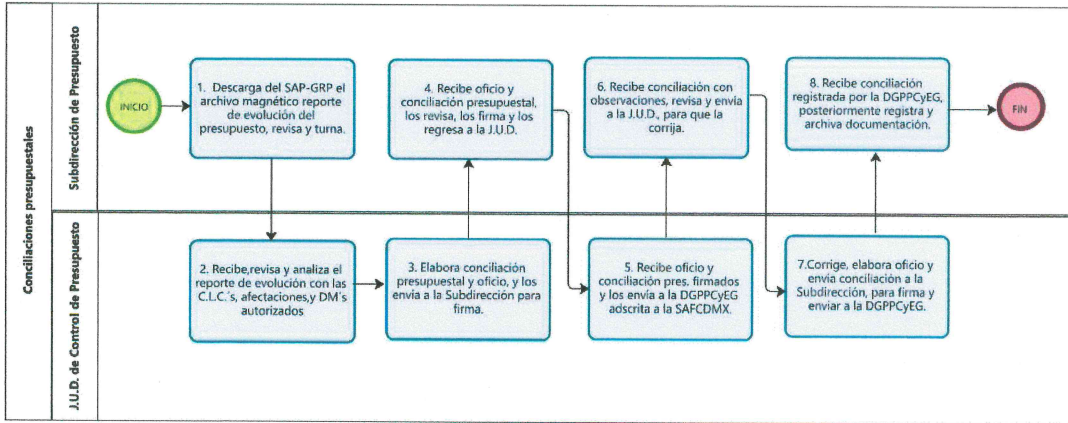 Conciliaciones presupuestales
Subdirección de Presupuesto
INICIO
1. Descarga del SAP-GRP el
archivo magnético reporte
de evolución del
presupuesto, revisa y turna.
4. Recibe oficio y
conciliación presupuestal,
los revisa, los firma y los
regresa a la J.U.D.
6. Recibe conciliación con
observaciones, revisa y envía
a la J.U.D., para que la
corrija.
8. Recibe conciliación
registrada por la DGPPCyEG,
posteriormente registra y
archiva documentación.
FIN
J.U.D. de Control de Presupuesto
2. Recibe,revisa y analiza el
reporte de evolución con las
C.L.C.´s, afectaciones,y DM´s
autorizados
3. Elabora conciliación
presupuestal y oficio, y los
envía a la Subdirección para
firma.
5. Recibe oficio y
conciliación pres. firmados
y los envía a la DGPPCyEG
adscrita a la SAFCDMX.
7.Corrige, elabora oficio y
envía conciliación a la
Subdirección, para firma y
enviar a la DGPPCyEG.